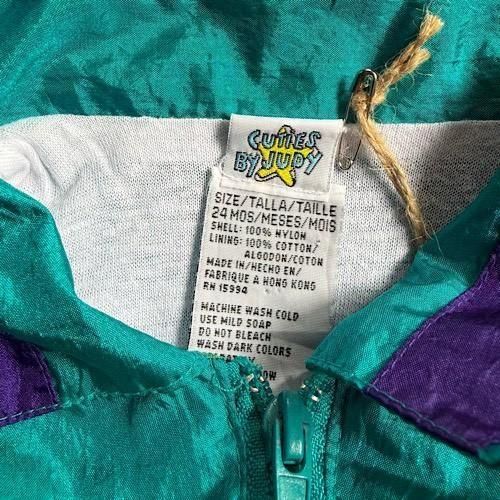 CUTIES
BY JUDY
SIZE/TALLA/TAILLE
24 MOS/MESES/MOIS
SHELL: 100% NYLON
LINING: 100% COTTON/
ALGODON/COTON
MADE IN/HECHO EN/
FABRIQUE A HONG KONG
RN 15994
MACHINE WASH COLD
USE MILD SOAP
DO NOT BLEACH
WASH DARK COLORS